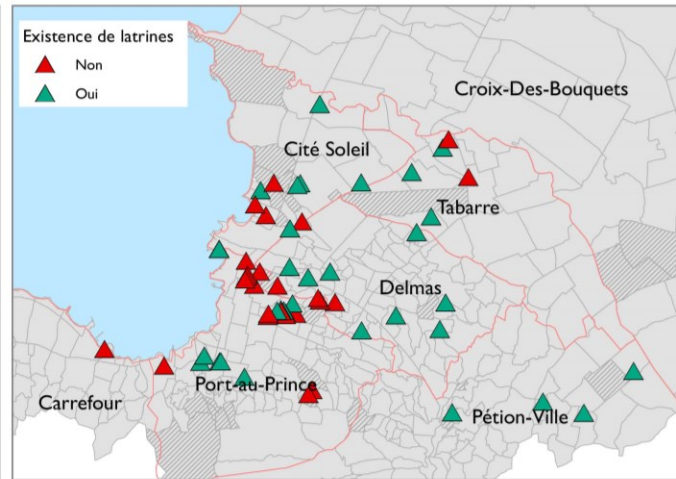 Existence de latrines
Non
Oui
Croix-Des-Bouquets
Cité Soleil
Tabarre
Delmas
Port-au-Prince
Carrefour
Pétion-Ville